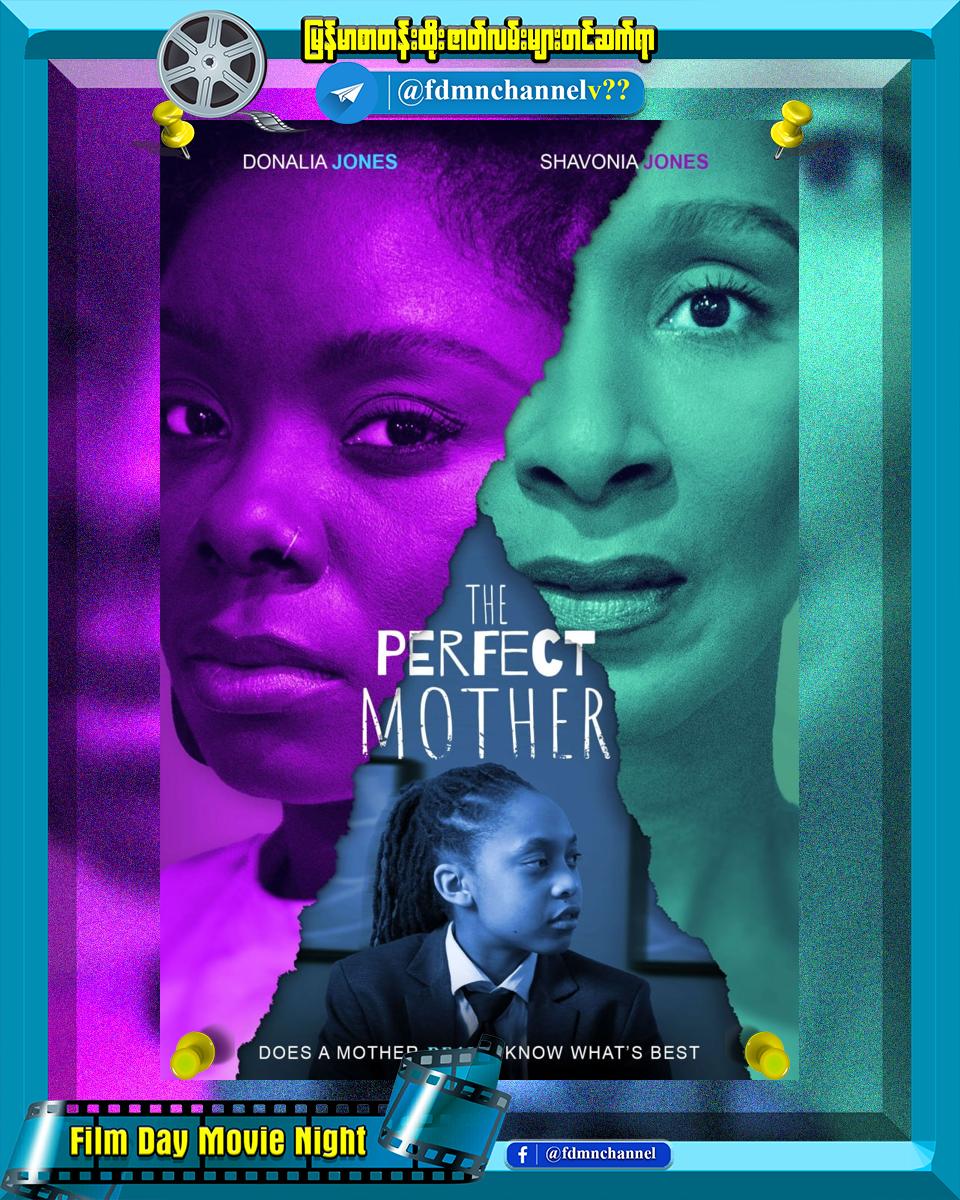 မြန်မာစာတန်းထိုးဇာတ်လမ်းများတင်ဆက်ရာ
@fdmnchannelv??
DONALIA JONES
SHAVONIA JONES
THE
PERFECT
MOTHER
DOES A MOTHER KNOW WHAT'S BEST
Film Day Movie Night
f @fdmnchannel